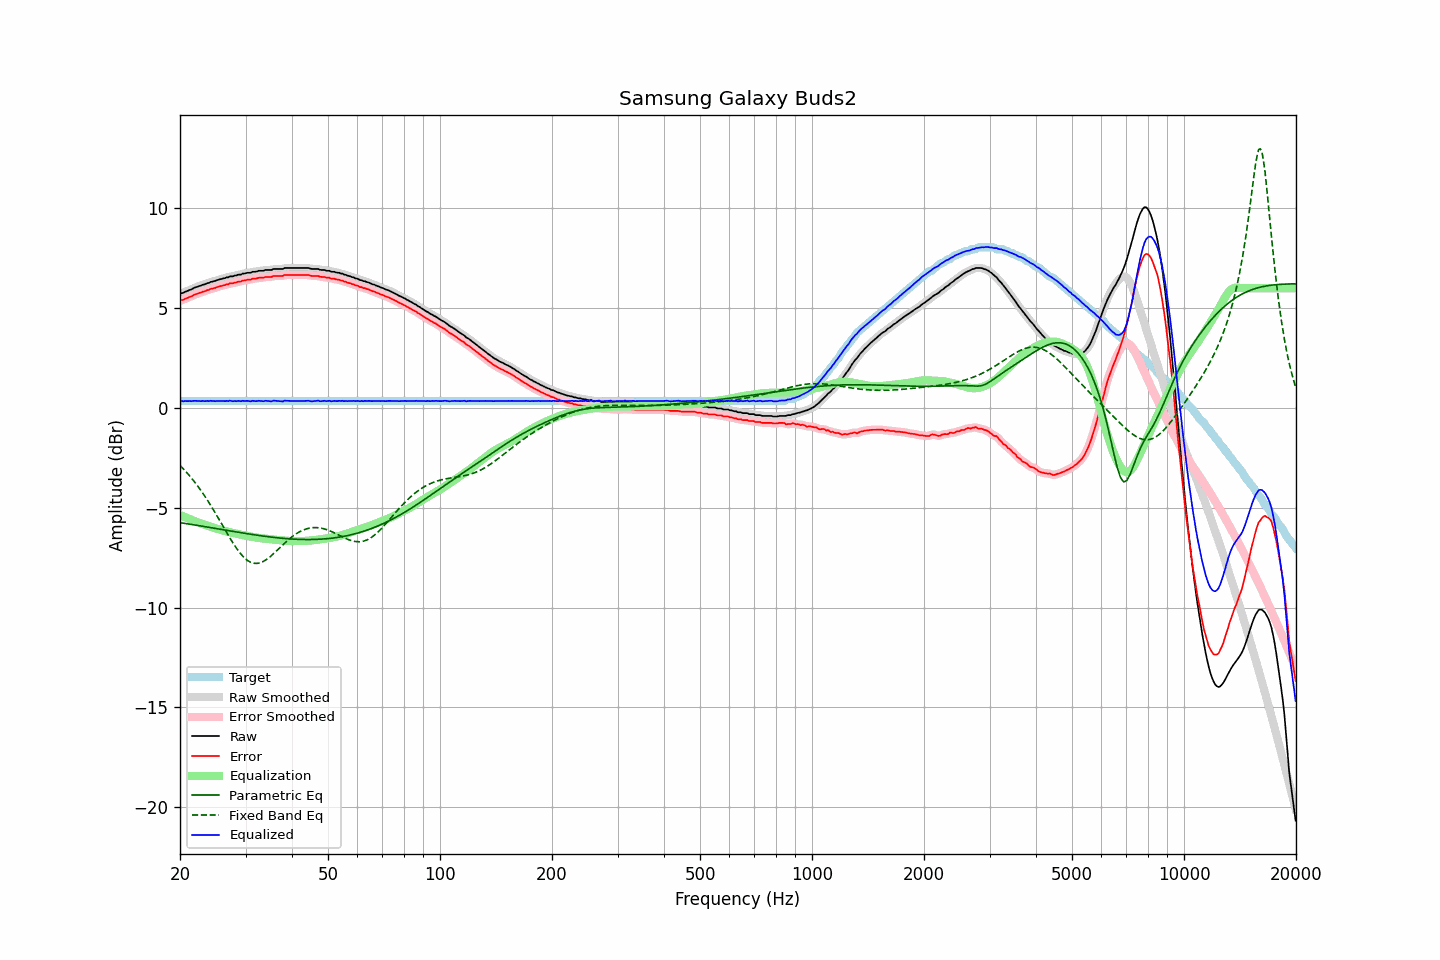 Samsung Galaxy Buds2
Amplitude (dBr)
10
5
0
−5
−10
−15
−20
Target
Raw Smoothed
Error Smoothed
Raw
Error
Equalization
Parametric Eq
Fixed Band Eq
Equalized
20 50 100 200 500 1000 2000 5000 10000 20000
Frequency (Hz)